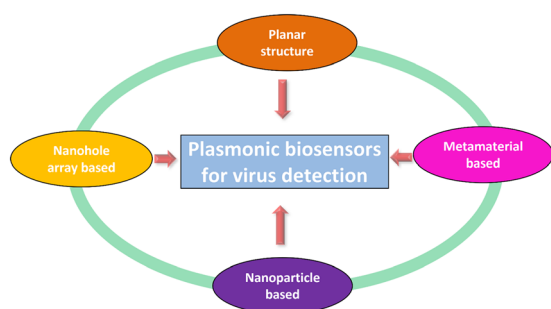 Planar
structure
Nanohole
array based
Plasmonic biosensors
for virus detection
Metamaterial
based
Nanoparticle
based